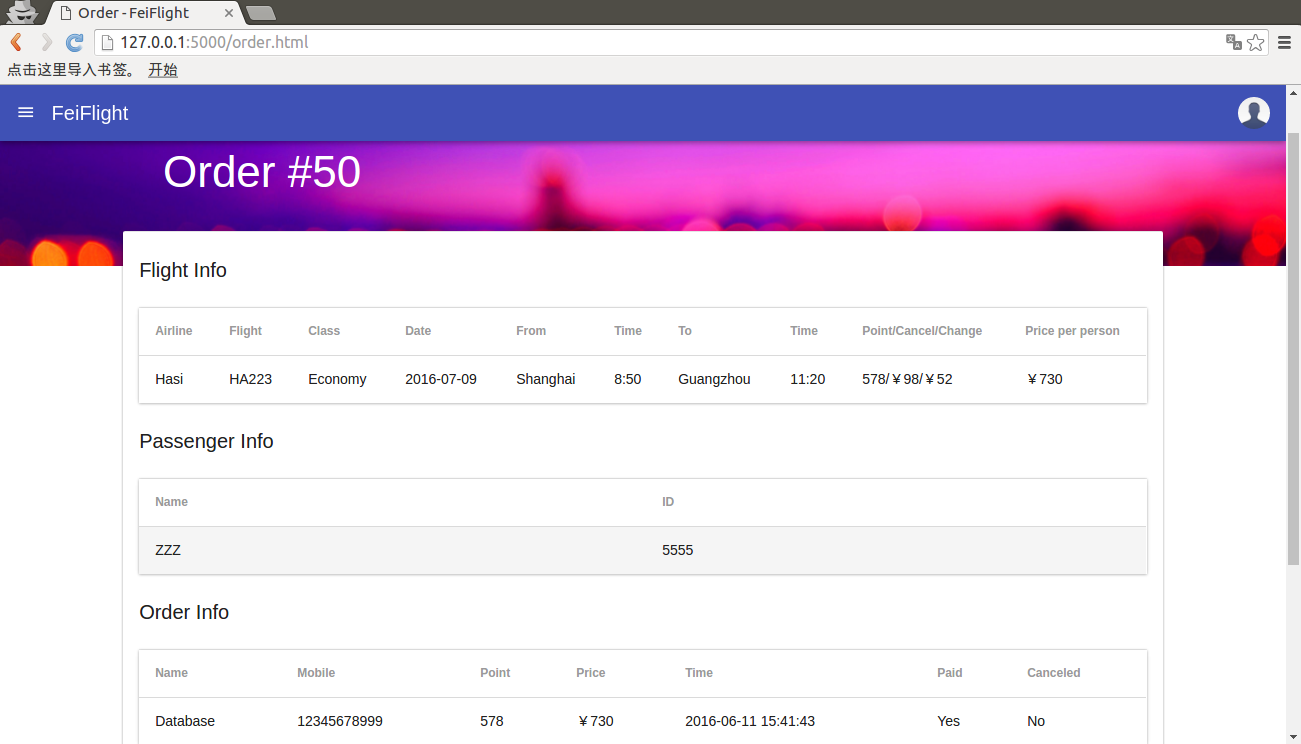 Order - FeiFlight
127.0.0.1:5000/order.html
点击这里导入书签。 开始
FeiFlight
Order #50
Flight Info
Airline Flight Class Date From Time To Time Point/Cancel/Change Price per person
Hasi HA223 Economy 2016-07-09 Shanghai 8:50 Guangzhou 11:20 578/￥98/￥52 ￥730
Passenger Info
Name ID
ZZZ 5555
Order Info
Name Mobile Point Price Time Paid Canceled
Database 12345678999 578 ￥730 2016-06-11 15:41:43 Yes No